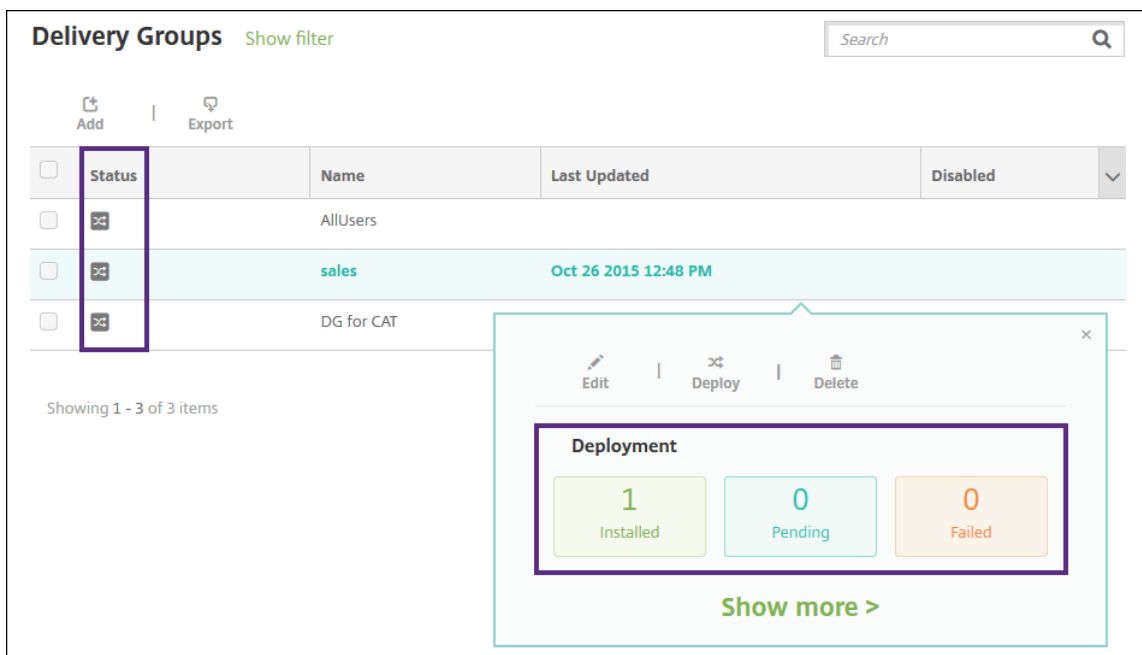 Delivery Groups Show filter Search
Add | Export
Status Name Last Updated Disabled
AllUsers
sales Oct 26 2015 12:48 PM
DG for CAT
Showing 1 - 3 of 3 items
×
Edit | Deploy | Delete
Deployment
1 0 0
Installed Pending Failed
Show more >